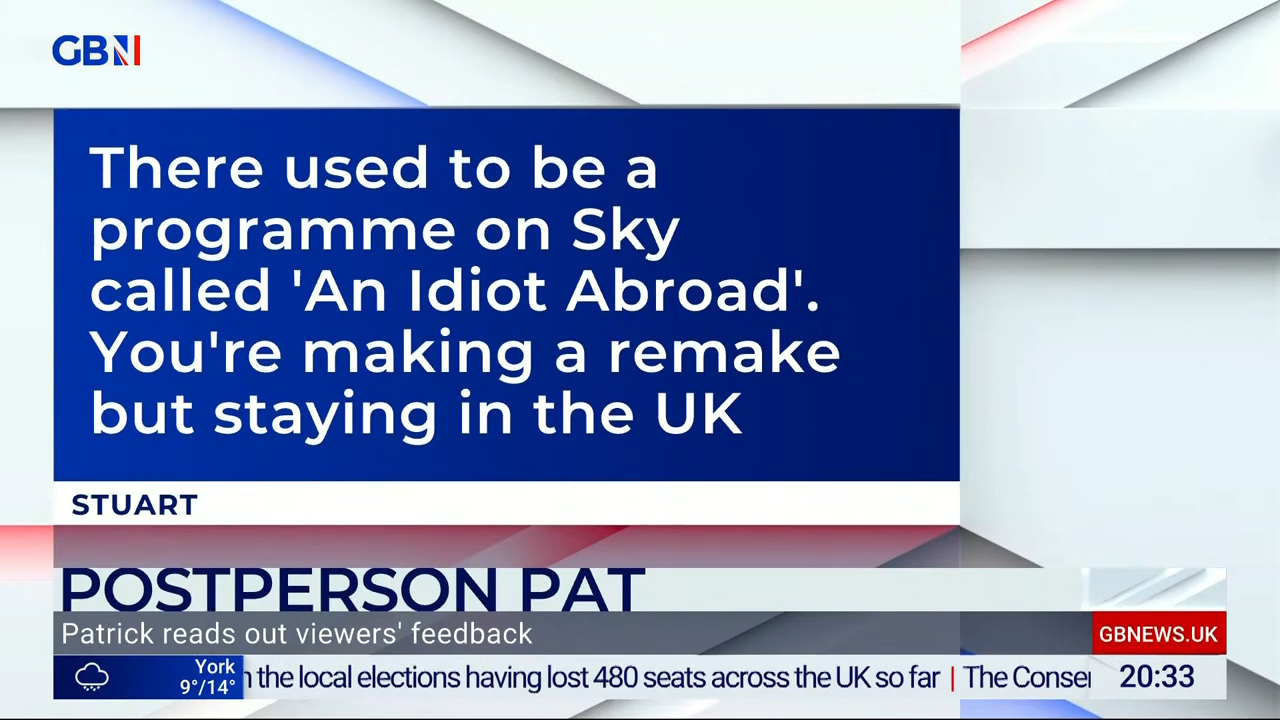 GBN
There used to be a
programme on Sky
called 'An Idiot Abroad'.
You're making a remake
but staying in the UK
STUART
POSTPERSON PAT
Patrick reads out viewers' feedback
GBNEWS.UK
York
9°/14°
the local elections having lost 480 seats across the UK so far | The
20:33